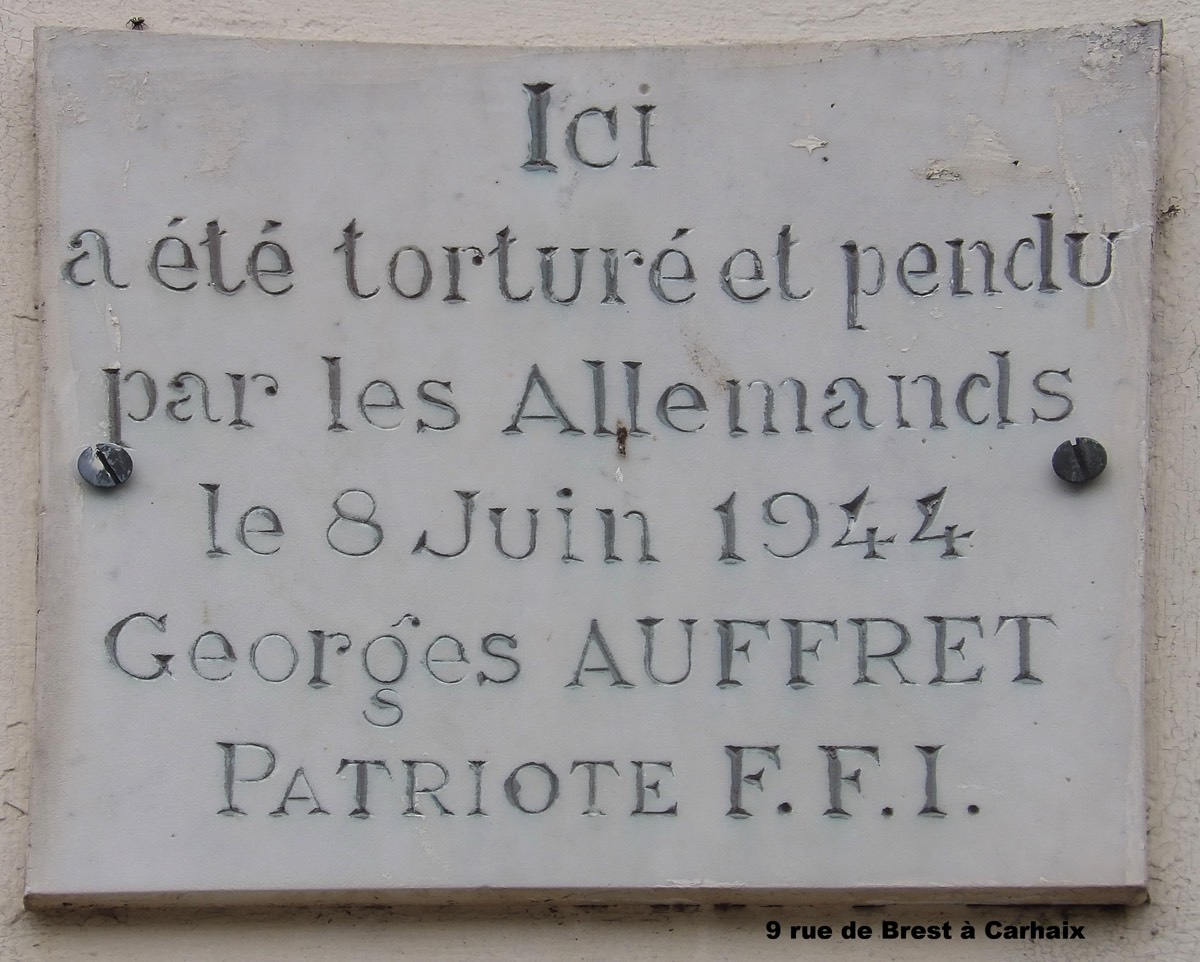 Ici
a été torturé et pendu
par les Allemands
le 8 Juin 1944
Georges AUFFRET
PATRIOTE F.F.I.
9 rue de Brest à Carhaix